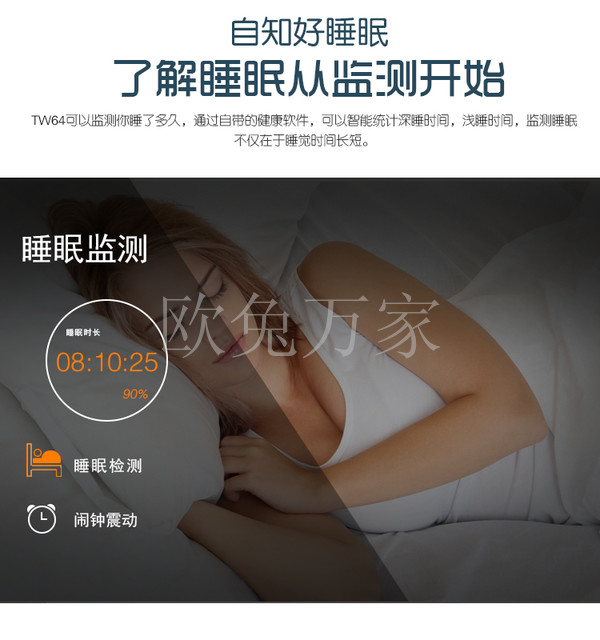 自知好睡眠
了解睡眠从监测开始
TW64可以监测你睡了多久，通过自带的健康软件，可以智能统计深睡时间，浅睡时间，监测睡眠
不仅在于睡觉时间长短。
睡眠监测
欧兔万家
睡眠时长
08:10:25
90%
睡眠检测
闹钟震动